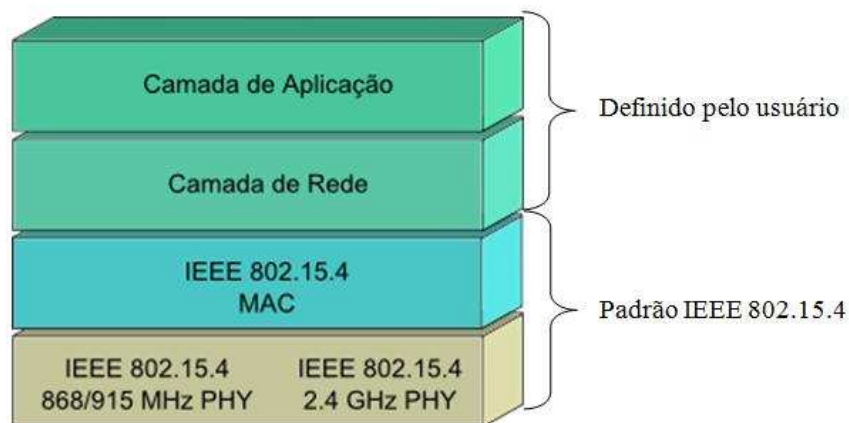 Camada de Aplicação
Definido pelo usuário
Camada de Rede
IEEE 802.15.4
MAC
Padrão IEEE 802.15.4
IEEE 802.15.4
868/915 MHz PHY
IEEE 802.15.4
2.4 GHz PHY